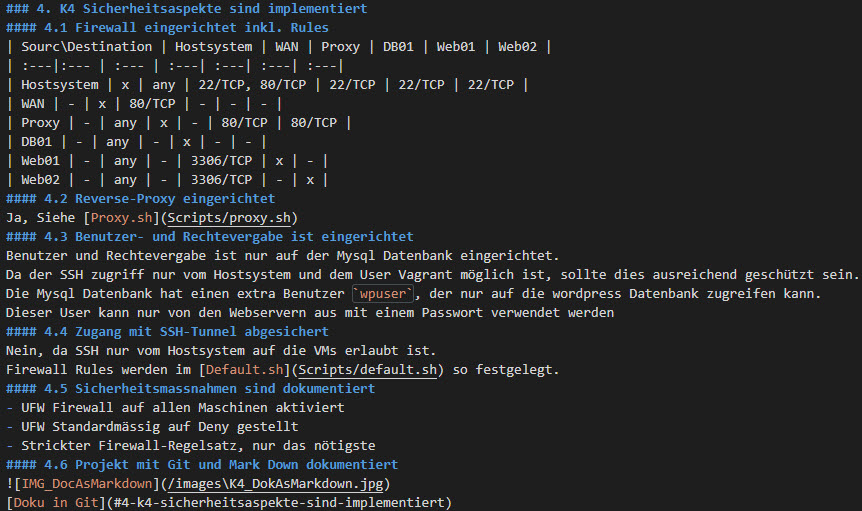 ### 4. K4 Sicherheitsaspekte sind implementiert
#### 4.1 Firewall eingerichtet inkl. Rules
| Sourc\Destination | Hostsystem | WAN | Proxy | DB01 | Web01 | Web02 |
| :---|:--- | :--- | :---| :---| :---| :---|
| Hostsystem | x | any | 22/TCP, 80/TCP | 22/TCP | 22/TCP | 22/TCP |
| WAN | - | x | 80/TCP | - | - | - |
| Proxy | - | any | x | - | 80/TCP | 80/TCP |
| DB01 | - | any | - | x | - | - |
| Web01 | - | any | - | 3306/TCP | x | - |
| Web02 | - | any | - | 3306/TCP | - | x |
#### 4.2 Reverse-Proxy eingerichtet
Ja, Siehe [Proxy.sh](Scripts/proxy.sh)
#### 4.3 Benutzer- und Rechtevergabe ist eingerichtet
Benutzer und Rechtevergabe ist nur auf der Mysql Datenbank eingerichtet.
Da der SSH zugriff nur vom Hostsystem und dem User Vagrant möglich ist, sollte dies ausreichend geschützt sein.
Die Mysql Datenbank hat einen extra Benutzer `wpuser`, der nur auf die wordpress Datenbank zugreifen kann.
Dieser User kann nur von den Webservern aus mit einem Passwort verwendet werden
#### 4.4 Zugang mit SSH-Tunnel abgesichert
Nein, da SSH nur vom Hostsystem auf die VMs erlaubt ist.
Firewall Rules werden im [Default.sh](Scripts/default.sh) so festgelegt.
#### 4.5 Sicherheitsmassnahmen sind dokumentiert
- UFW Firewall auf allen Maschinen aktiviert
- UFW Standardmässig auf Deny gestellt
- Strickter Firewall-Regelsatz, nur das nötigste
#### 4.6 Projekt mit Git und Mark Down dokumentiert
![IMG_DocAsMarkdown](/images\K4_DokAsMarkdown.jpg)
[Doku in Git](#4-k4-sicherheitsaspekte-sind-implementiert)